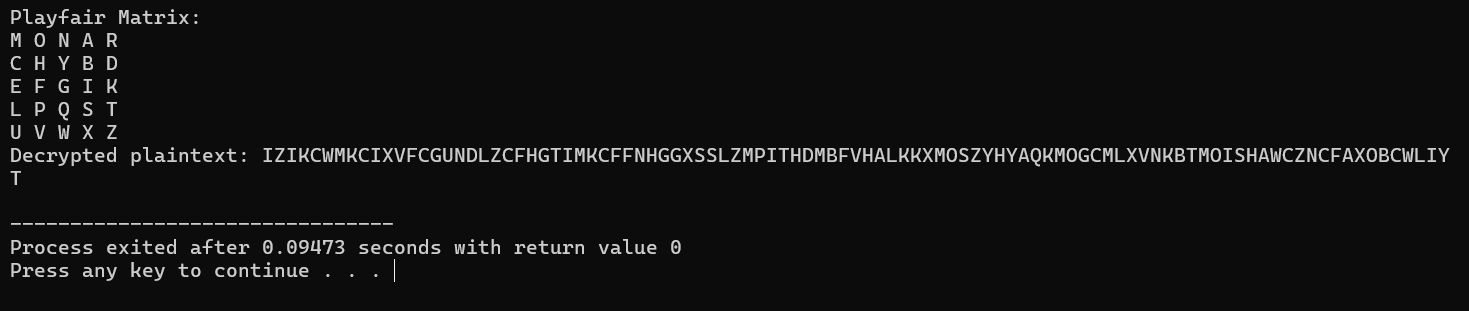 Playfair Matrix:
M O N A R
C H Y B D
E F G I K
L P Q S T
U V W X Z
Decrypted plaintext: IZIKCWMKCIXVFCGUNDLZCFHGTIMKCFFNHGGXSSLZMPITHDMBFVHALKKXMOSZYHYAQKMOGCMLXVNKBTMOISHAWCZNCFAXOBCWLIY
T
--------------------------------
Process exited after 0.09473 seconds with return value 0
Press any key to continue . . .